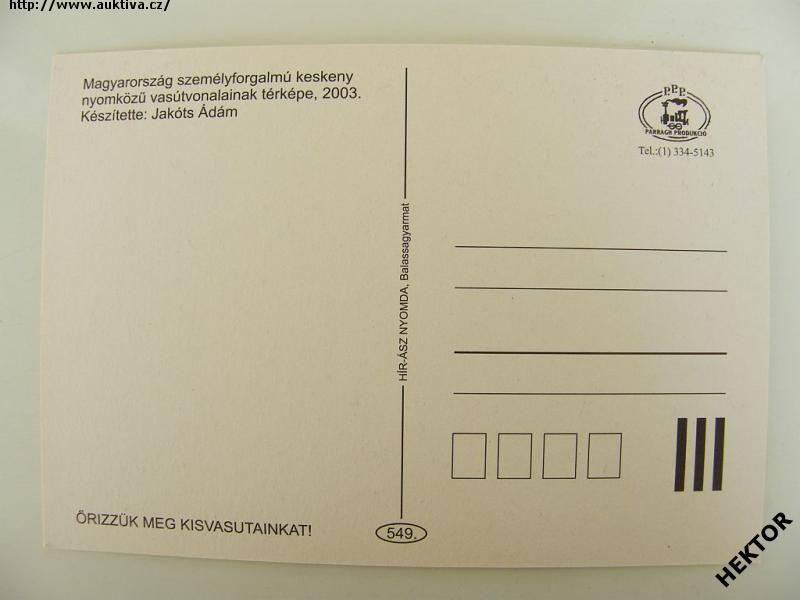 http://www.auktiva.cz/
Magyarország személyforgalmú keskeny
nyomközű vasútvonalainak térképe, 2003.
Készítette: Jakóts Ádám
P.P.P.
PARRAGH PRODUKCIÓ
Tel.:(1) 334-5143
HÍR-ÁSZ NYOMDA, Balassagyarmat
ŐRIZZÜK MEG KISVASUTAINKAT!
549.
HEKTOR